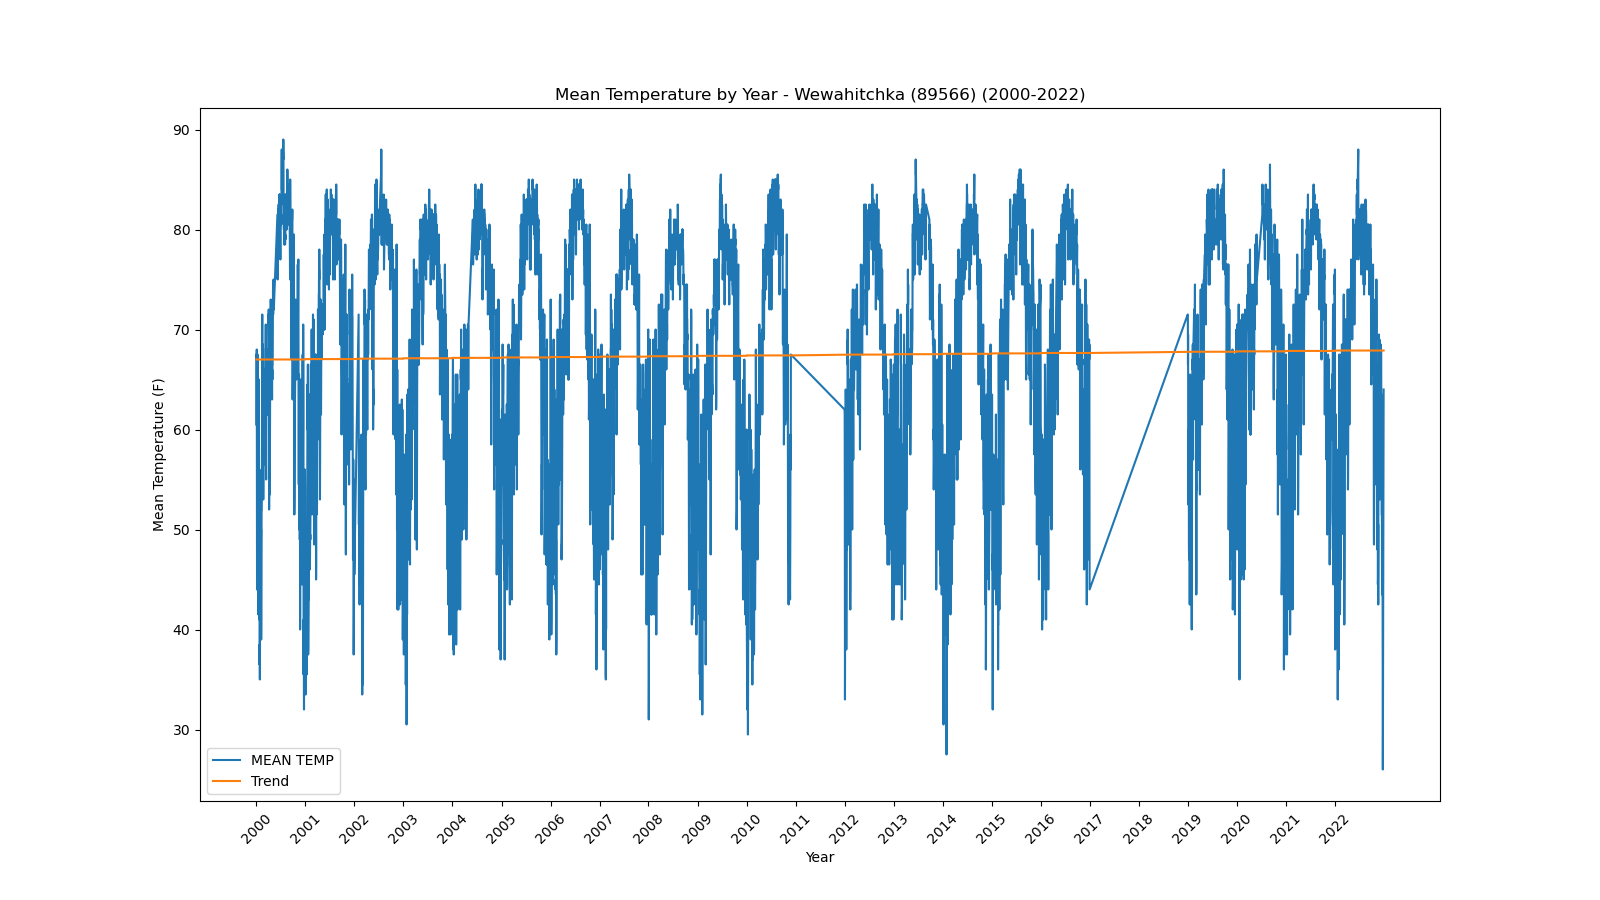 Mean Temperature by Year - Wewahitchka (89566) (2000-2022)
90
80
70
60
50
40
30
Mean Temperature (F)
MEAN TEMP
Trend
2000 2001 2002 2003 2004 2005 2006 2007 2008 2009 2010 2011 2012 2013 2014 2015 2016 2017 2018 2019 2020 2021 2022
Year